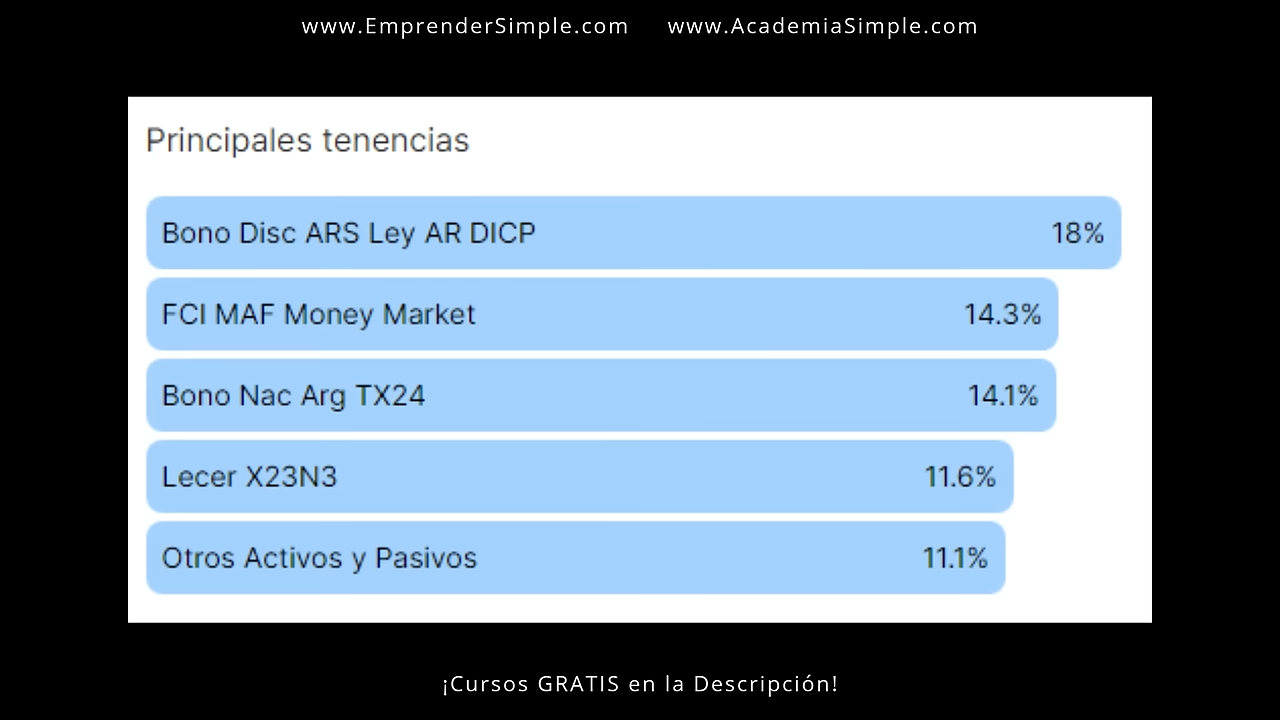 www.EmprenderSimple.com www.AcademiaSimple.com
Principales tenencias
Bono Disc ARS Ley AR DICP 18%
FCI MAF Money Market 14.3%
Bono Nac Arg TX24 14.1%
Lecer X23N3 11.6%
Otros Activos y Pasivos 11.1%
¡Cursos GRATIS en la Descripción!